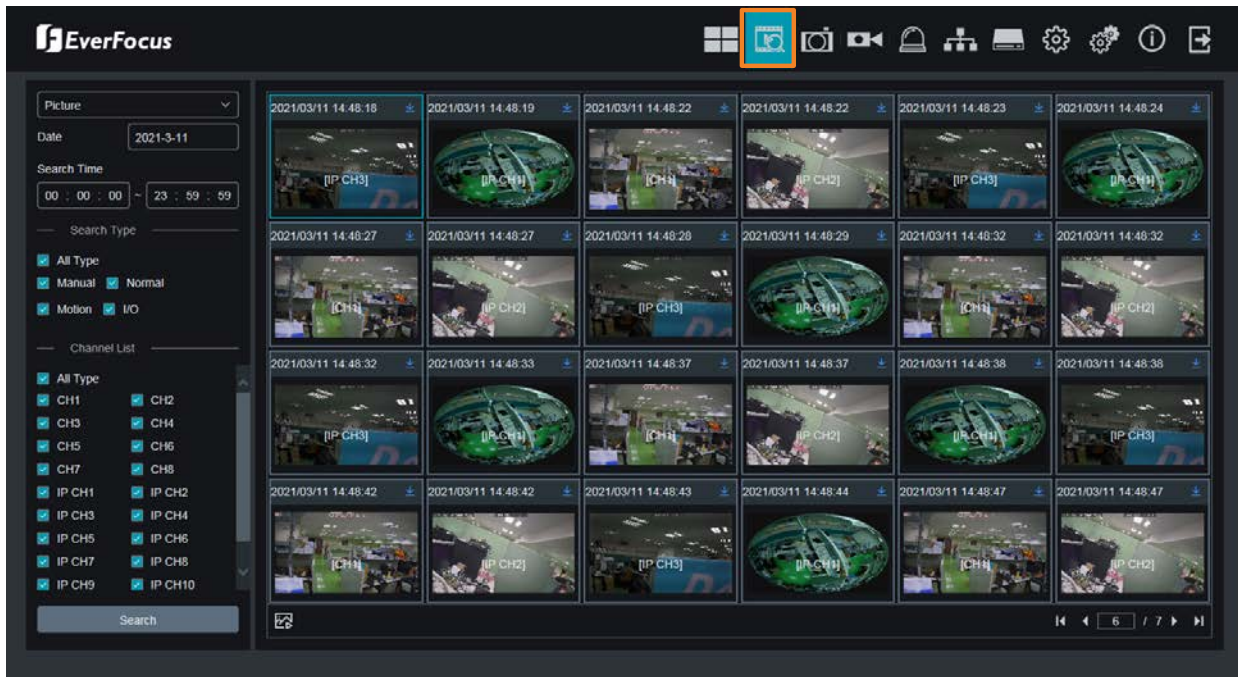 EverFocus
Picture
Date 2021-3-11
Search Time
00 : 00 : 00 ~ 23 : 59 : 59
Search Type
All Type
Manual Normal
Motion I/O
Channel List
All Type
CH1 CH2
CH3 CH4
CH5 CH6
CH7 CH8
IP CH1 IP CH2
IP CH3 IP CH4
IP CH5 IP CH6
IP CH7 IP CH8
IP CH9 IP CH10
Search
2021/03/11 14:48:18 2021/03/11 14:48:19 2021/03/11 14:48:22 2021/03/11 14:48:22 2021/03/11 14:48:23 2021/03/11 14:48:24
[IP CH3] [IP CH1] [CH1] [IP CH2] [IP CH3] [IP CH1]
2021/03/11 14:48:27 2021/03/11 14:48:27 2021/03/11 14:48:28 2021/03/11 14:48:29 2021/03/11 14:48:32 2021/03/11 14:48:32
[CH1] [IP CH2] [IP CH3] [IP CH1] [CH1] [IP CH2]
2021/03/11 14:48:32 2021/03/11 14:48:33 2021/03/11 14:48:37 2021/03/11 14:48:37 2021/03/11 14:48:38 2021/03/11 14:48:38
[IP CH3] [IP CH1] [CH1] [IP CH2] [IP CH1] [IP CH3]
2021/03/11 14:48:42 2021/03/11 14:48:42 2021/03/11 14:48:43 2021/03/11 14:48:44 2021/03/11 14:48:47 2021/03/11 14:48:47
[CH1] [IP CH2] [IP CH3] [IP CH1] [CH1] [IP CH2]
6 / 7